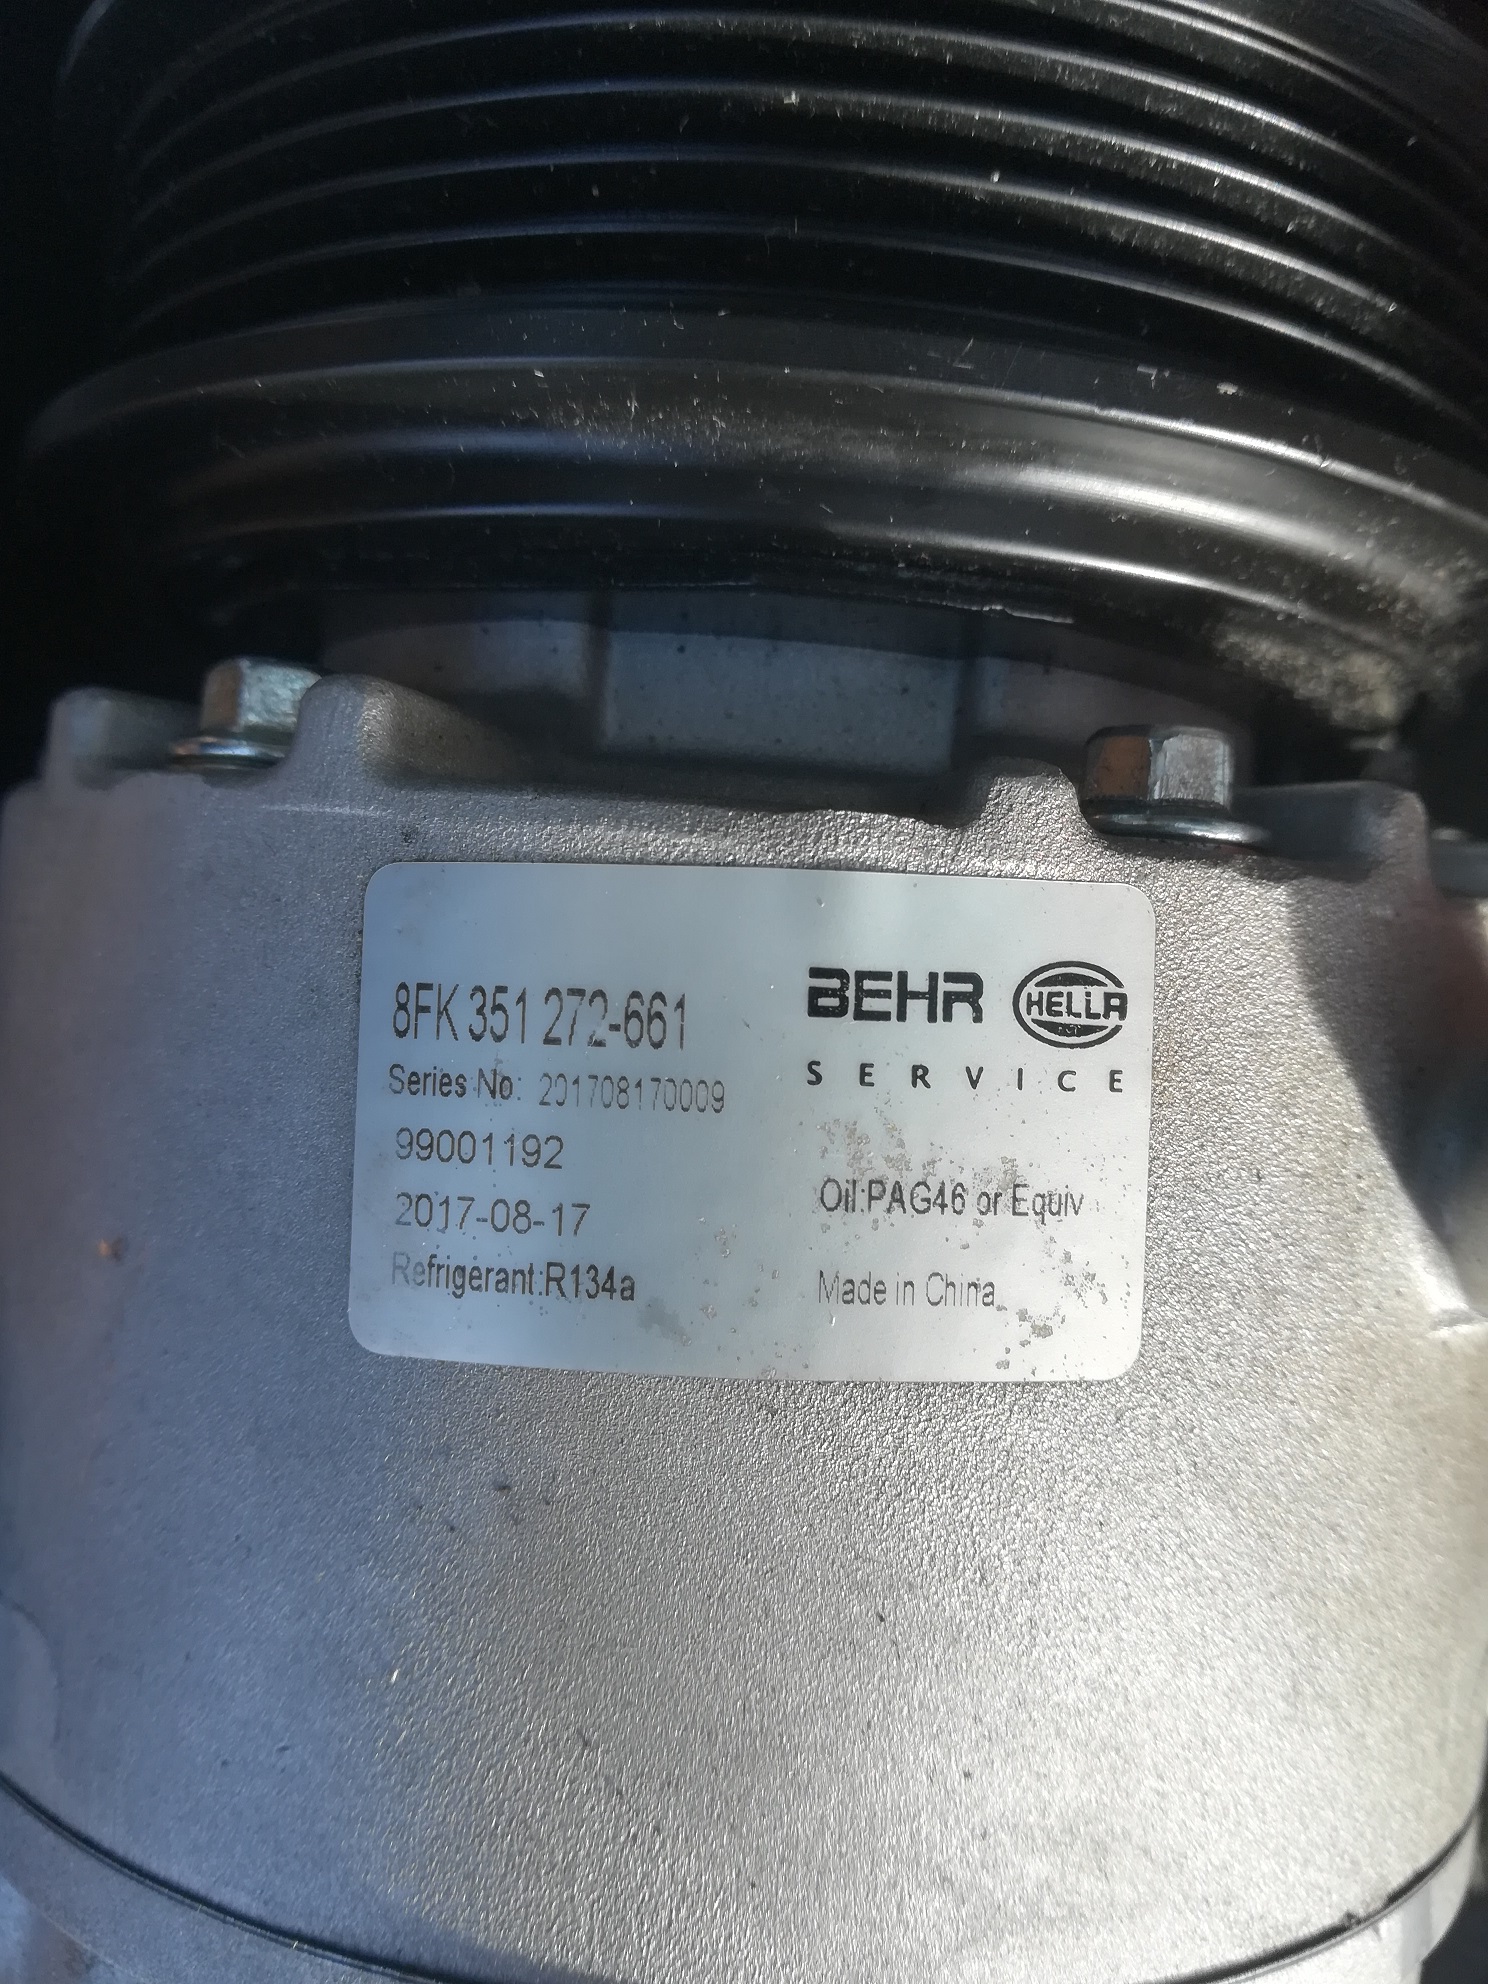 8FK 351 272-661
Series No: 201708170009
99001192
2017-08-17
Refrigerant:R134a
BEHR HELLA
SERVICE
Oil:PAG46 or Equiv
Made in China